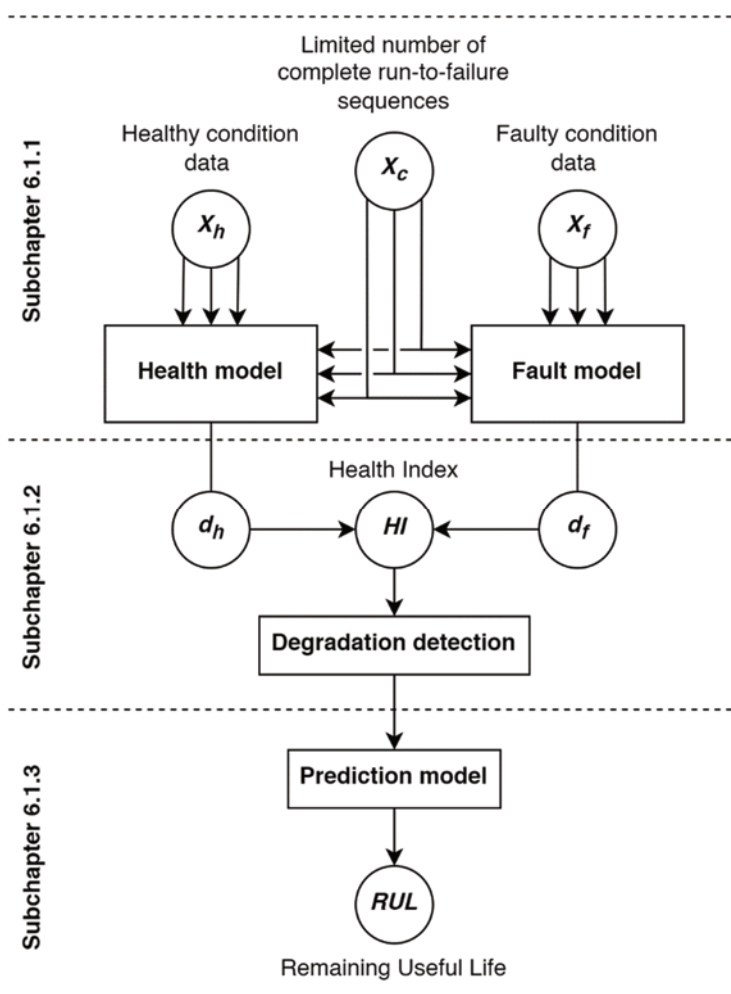 Subchapter 6.1.1
Limited number of
complete run-to-failure
sequences
Healthy condition
data
Faulty condition
data
X_c
X_h
X_f
Health model
Fault model
Subchapter 6.1.2
Health Index
d_h
HI
d_f
Degradation detection
Subchapter 6.1.3
Prediction model
RUL
Remaining Useful Life